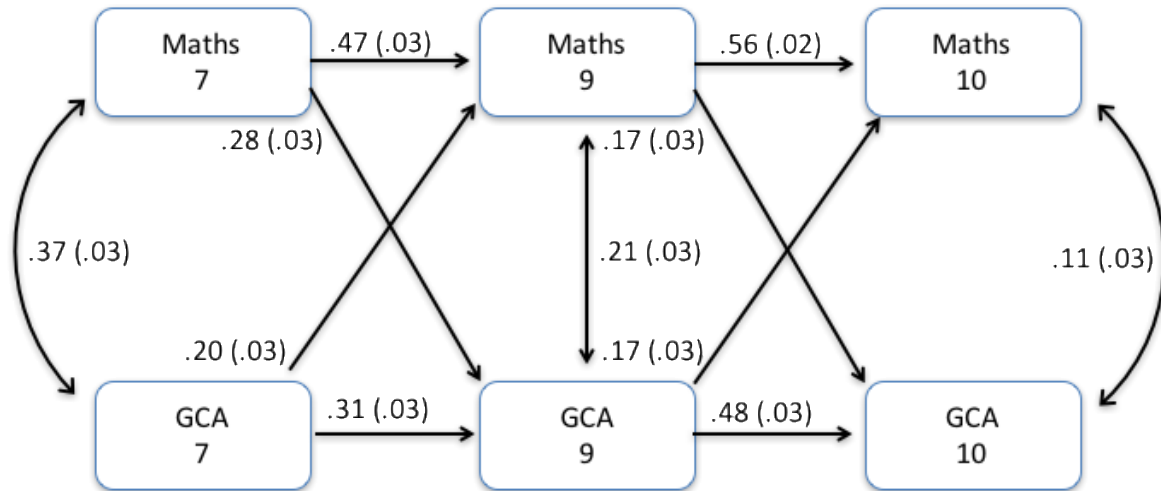 Maths
7
.47 (.03)
Maths
9
.56 (.02)
Maths
10
.28 (.03)
.17 (.03)
.37 (.03)
.21 (.03)
.11 (.03)
.20 (.03)
.17 (.03)
GCA
7
.31 (.03)
GCA
9
.48 (.03)
GCA
10